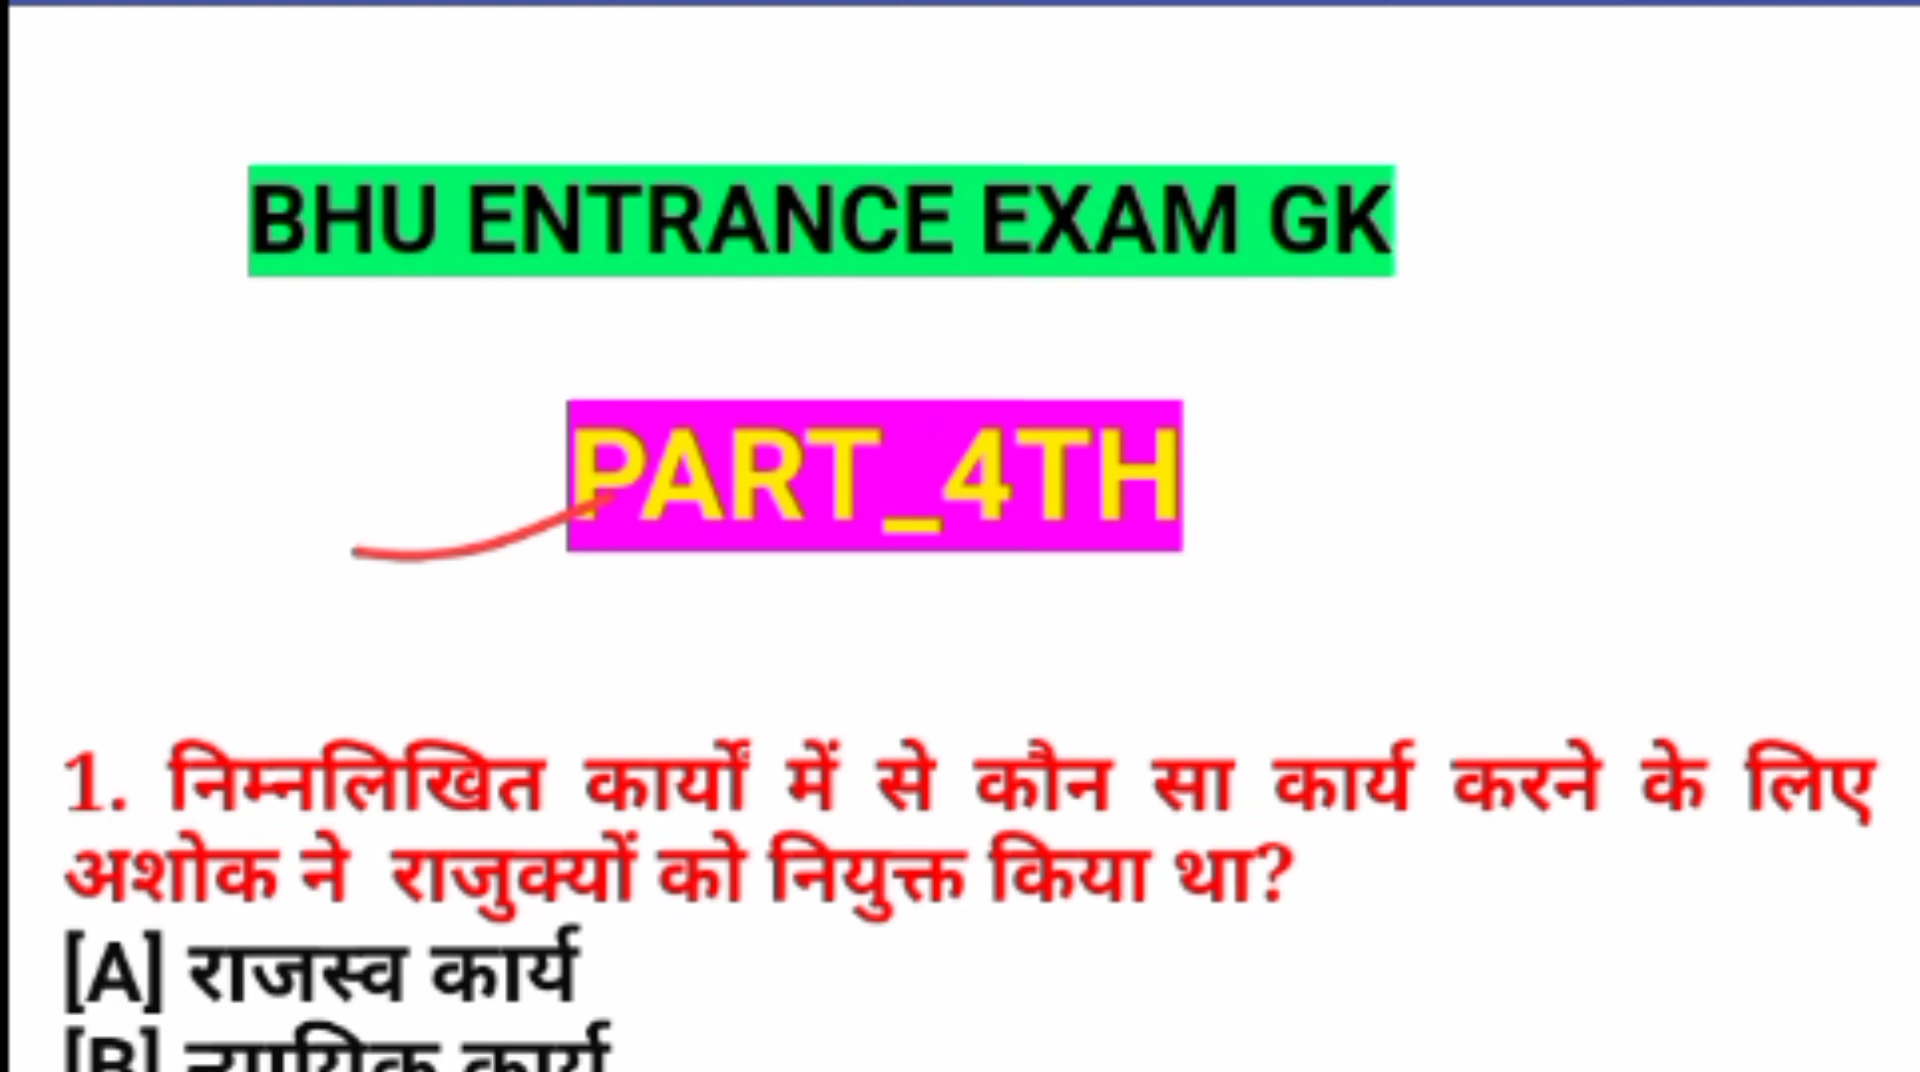 BHU ENTRANCE EXAM GK
PART_4TH
1. निम्नलिखित कार्यों में से कौन सा कार्य करने के लिए
अशोक ने राजुक्यों को नियुक्त किया था?
[A] राजस्व कार्य
[B] न्यायिक कार्य